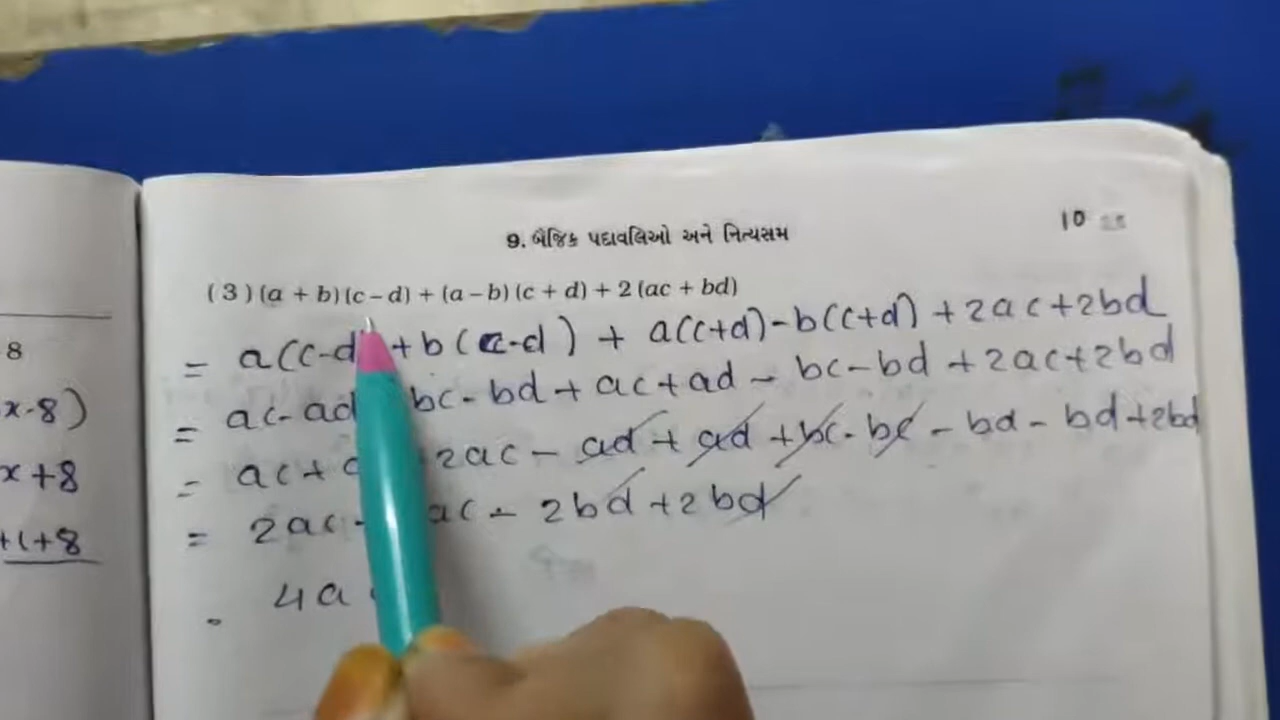 10
9. બૈજિક પદાવલિઓ અને નિત્યસમ
(3) (a + b) (c – d) + (a – b) (c + d) + 2 (ac + bd)
= a(c-d) + b(c-d) + a(c+d) - b(c+d) + 2ac + 2bd
= ac - ad bc - bd + ac + ad - bc - bd + 2ac + 2bd
= ac + 2ac - ad + ad + bc - bc - bd - bd + 2bd
= 2ac ac - 2bd + 2bd
4a
8
x-8)
x+8
+(+8